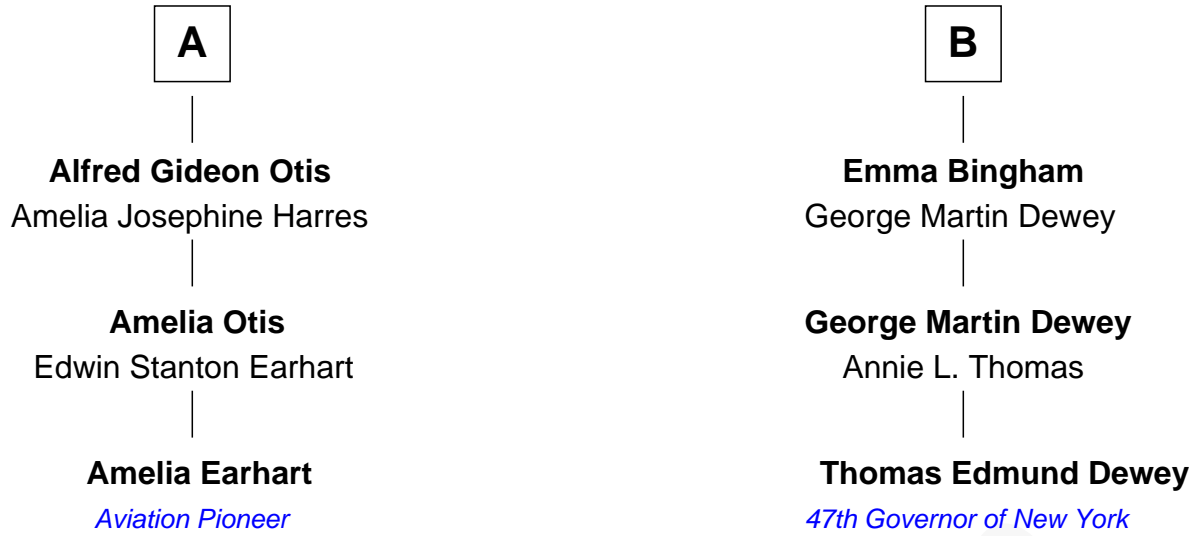 A
Alfred Gideon Otis
Amelia Josephine Harres
Amelia Otis
Edwin Stanton Earhart
Amelia Earhart
Aviation Pioneer
B
Emma Bingham
George Martin Dewey
George Martin Dewey
Annie L. Thomas
Thomas Edmund Dewey
47th Governor of New York